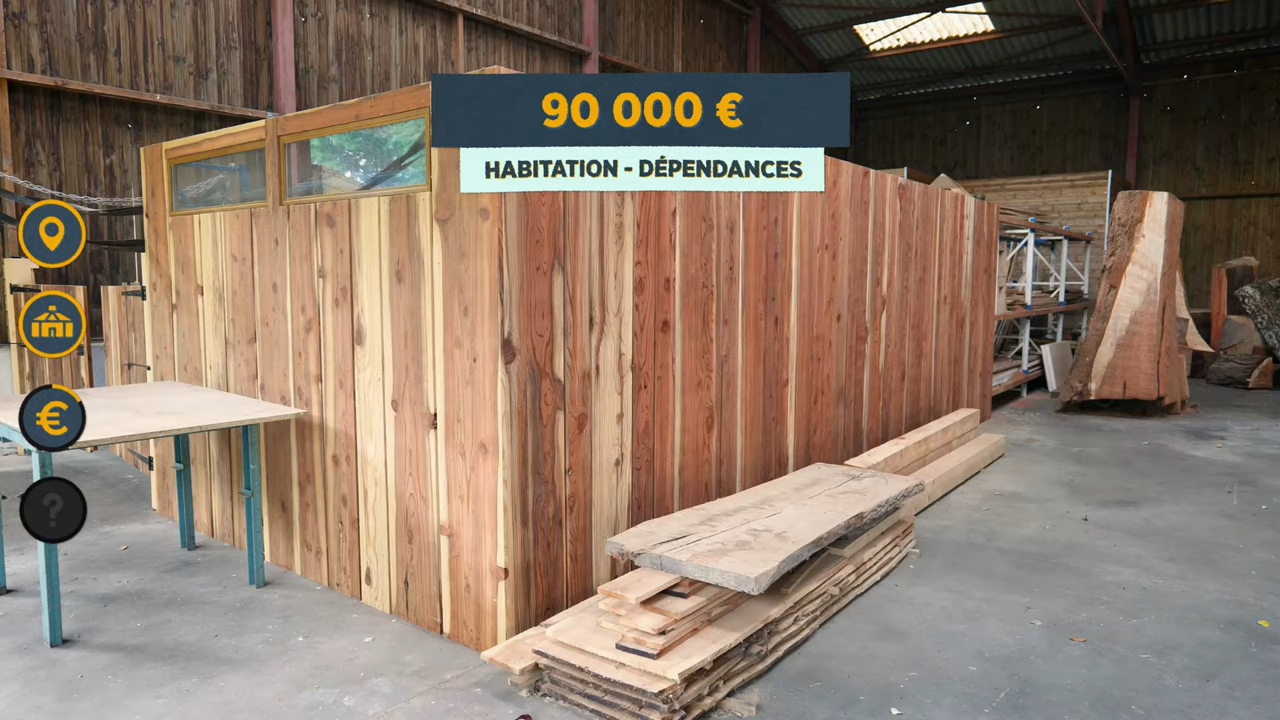 90 000 €
HABITATION - DÉPENDANCES
€
?